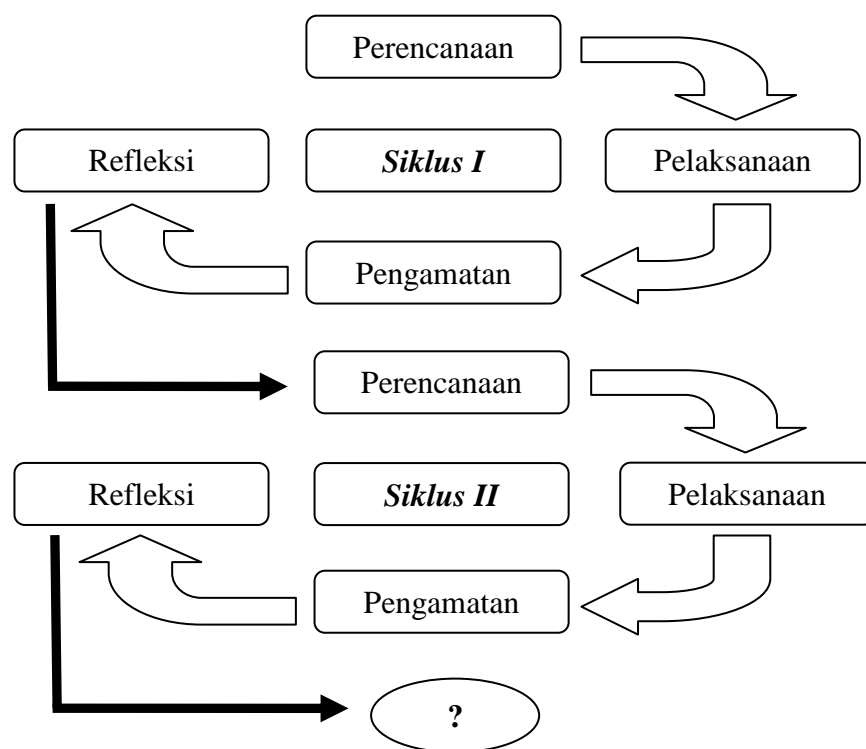 Perencanaan
Refleksi
Siklus I
Pelaksanaan
Pengamatan
Perencanaan
Refleksi
Siklus II
Pelaksanaan
Pengamatan
?